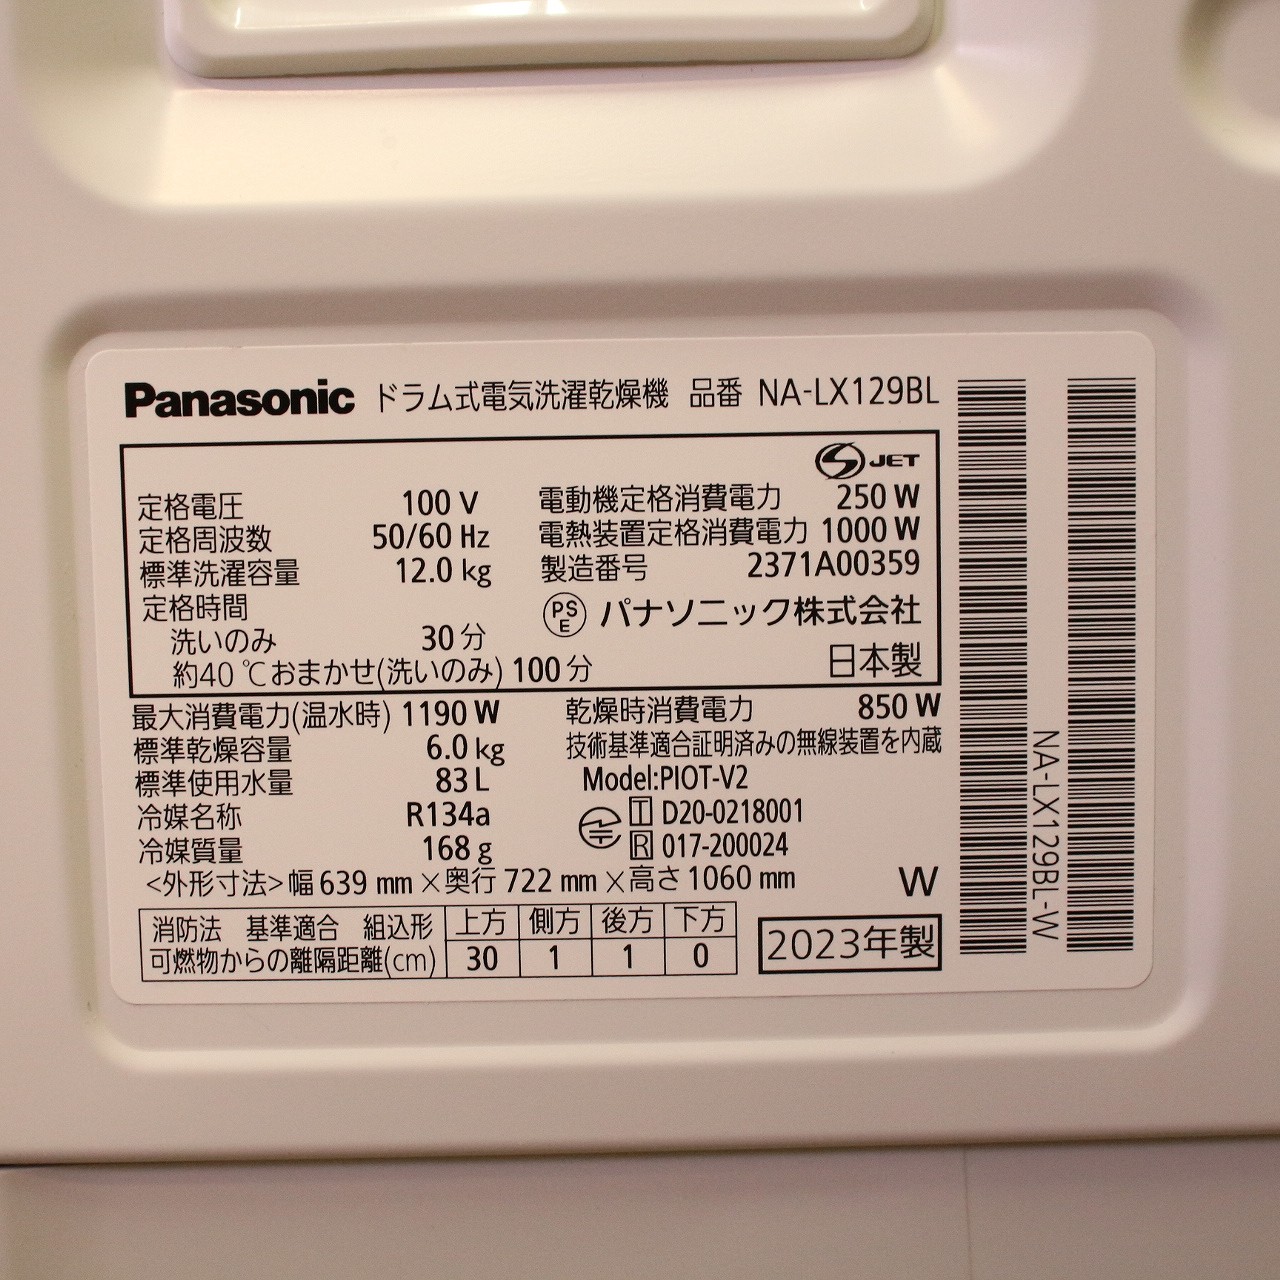 Panasonic ドラム式電気洗濯乾燥機 品番 NA-LX129BL
S JET
定格電圧 100 V
定格周波数 50/60 Hz
標準洗濯容量 12.0 kg
定格時間
洗いのみ 30分
約40℃おまかせ(洗いのみ) 100分
電動機定格消費電力 250 W
電熱装置定格消費電力 1000 W
製造番号 2371A00359
PSE パナソニック株式会社
日本製
最大消費電力(温水時) 1190 W
標準乾燥容量 6.0 kg
標準使用水量 83 L
冷媒名称 R134a
冷媒質量 168 g
乾燥時消費電力 850 W
技術基準適合証明済みの無線装置を内蔵
Model:PIOT-V2
T D20-0218001
R 017-200024
<外形寸法>幅 639 mm×奥行 722 mm×高さ 1060 mm
W
消防法 基準適合 組込形 上方 側方 後方 下方
可燃物からの離隔距離(cm) 30 1 1 0
2023年製
NA-LX129BL-W